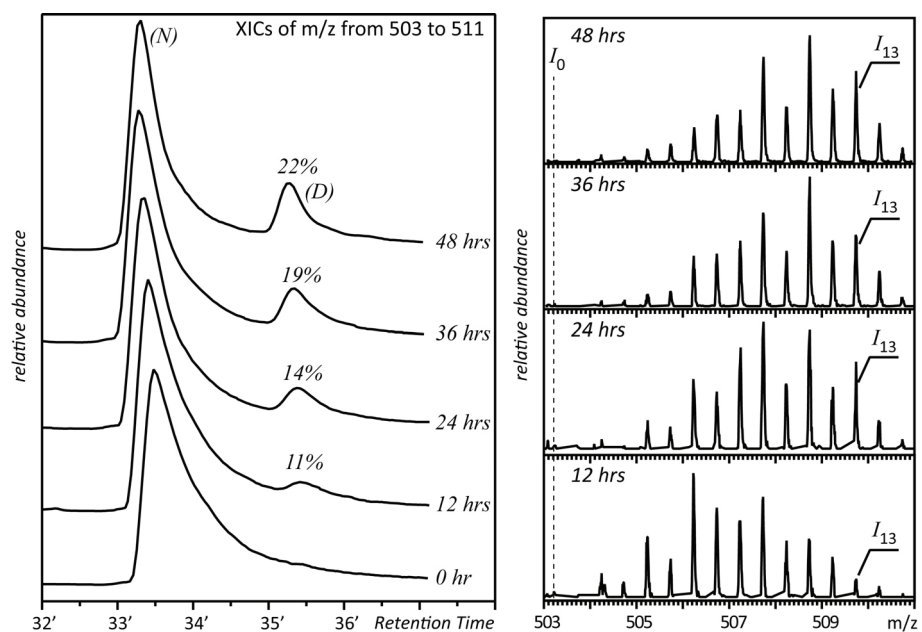 XICs of m/z from 503 to 511
(N)
22%
(D)
48 hrs
19%
36 hrs
14%
24 hrs
11%
12 hrs
0 hr
relative abundance
32′ 33′ 34′ 35′ 36′ Retention Time
48 hrs
I0
I13
36 hrs
I13
24 hrs
I13
12 hrs
I13
relative abundance
503 505 507 509 m/z